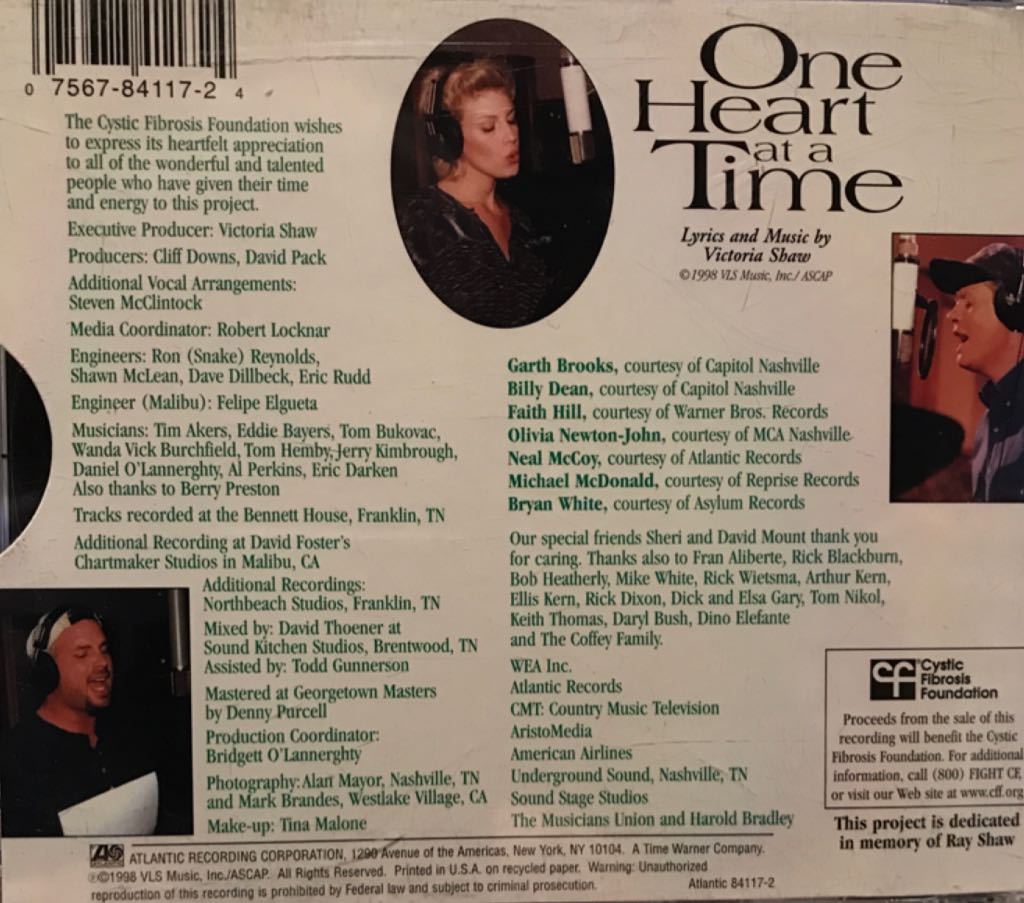 0 7567-84117-2 4
The Cystic Fibrosis Foundation wishes
to express its heartfelt appreciation
to all of the wonderful and talented
people who have given their time
and energy to this project.
Executive Producer: Victoria Shaw
Producers: Cliff Downs, David Pack
Additional Vocal Arrangements:
Steven McClintock
Media Coordinator: Robert Locknar
Engineers: Ron (Snake) Reynolds,
Shawn McLean, Dave Dillbeck, Eric Rudd
Engineer (Malibu): Felipe Elgueta
Musicians: Tim Akers, Eddie Bayers, Tom Bukovac,
Wanda Vick Burchfield, Tom Hemby, Jerry Kimbrough,
Daniel O'Lannerghty, Al Perkins, Eric Darken
Also thanks to Berry Preston
Tracks recorded at the Bennett House, Franklin, TN
Additional Recording at David Foster's
Chartmaker Studios in Malibu, CA
Additional Recordings:
Northbeach Studios, Franklin, TN
Mixed by: David Thoener at
Sound Kitchen Studios, Brentwood, TN
Assisted by: Todd Gunnerson
Mastered at Georgetown Masters
by Denny Purcell
Production Coordinator:
Bridgett O'Lannerghty
Photography: Alan Mayor, Nashville, TN
and Mark Brandes, Westlake Village, CA
Make-up: Tina Malone
One
Heart
at a
Time
Lyrics and Music by
Victoria Shaw
©1998 VLS Music, Inc./ ASCAP
Garth Brooks, courtesy of Capitol Nashville
Billy Dean, courtesy of Capitol Nashville
Faith Hill, courtesy of Warner Bros. Records
Olivia Newton-John, courtesy of MCA Nashville
Neal McCoy, courtesy of Atlantic Records
Michael McDonald, courtesy of Reprise Records
Bryan White, courtesy of Asylum Records
Our special friends Sheri and David Mount thank you
for caring. Thanks also to Fran Aliberte, Rick Blackburn,
Bob Heatherly, Mike White, Rick Wietsma, Arthur Kern,
Ellis Kern, Rick Dixon, Dick and Elsa Gary, Tom Nikol,
Keith Thomas, Daryl Bush, Dino Elefante
and The Coffey Family.
WEA Inc.
Atlantic Records
CMT: Country Music Television
AristoMedia
American Airlines
Underground Sound, Nashville, TN
Sound Stage Studios
The Musicians Union and Harold Bradley
cf Cystic
Fibrosis
Foundation
Proceeds from the sale of this
recording will benefit the Cystic
Fibrosis Foundation. For additional
information, call (800) FIGHT CF
or visit our Web site at www.cff.org
This project is dedicated
in memory of Ray Shaw
ATLANTIC RECORDING CORPORATION, 1290 Avenue of the Americas, New York, NY 10104. A Time Warner Company.
℗©1998 VLS Music, Inc./ASCAP. All Rights Reserved. Printed in U.S.A. on recycled paper. Warning: Unauthorized
reproduction of this recording is prohibited by Federal law and subject to criminal prosecution. Atlantic 84117-2